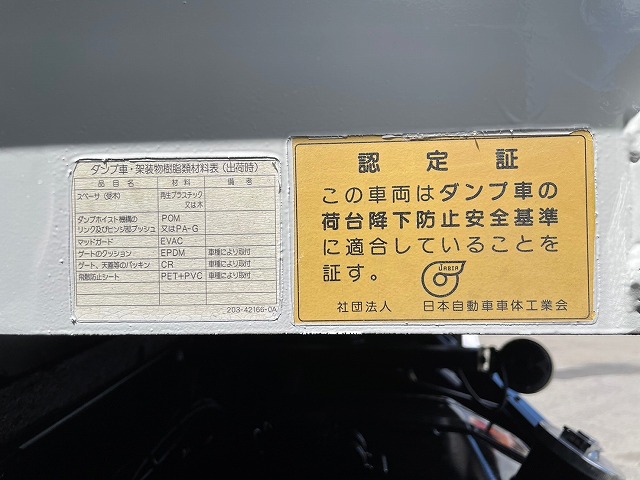 ダンプ車・架装物樹脂類材料表（出荷時）
品目名 材料 備考
スペーサ（受木） 再生プラスチック
又は木
ダンプホイスト機構の POM
リンク及びヒンジ部ブッシュ 又はPA-G
マッドガード EVAC
ゲートのクッション EPDM 車種により取付
ゲート、天蓋等のパッキン CR 車種により取付
飛散防止シート PET+PVC 車種により取付
203-42166-0A
認定証
この車両はダンプ車の
荷台降下防止安全基準
に適合していることを
証す。
JABIA
社団法人 日本自動車車体工業会